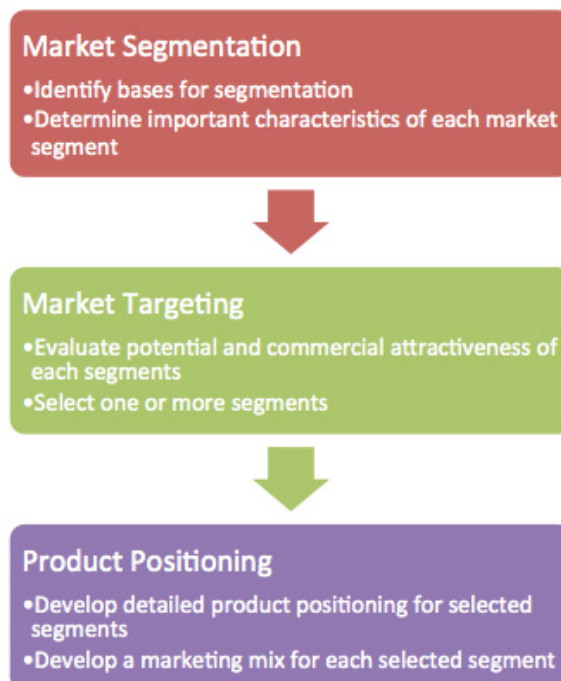 Market Segmentation
•Identify bases for segmentation
•Determine important characteristics of each market
segment
Market Targeting
•Evaluate potential and commercial attractiveness of
each segments
•Select one or more segments
Product Positioning
•Develop detailed product positioning for selected
segments
•Develop a marketing mix for each selected segment